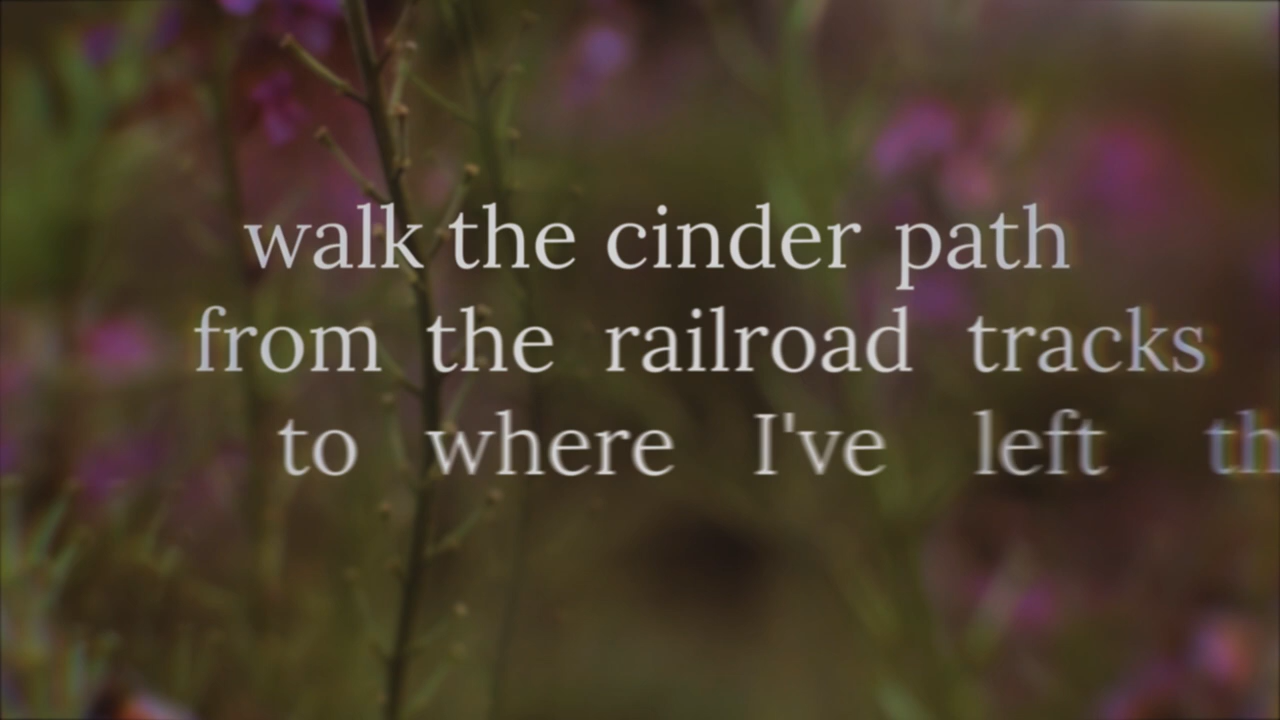 walk the cinder path
from the railroad tracks
to where I've left